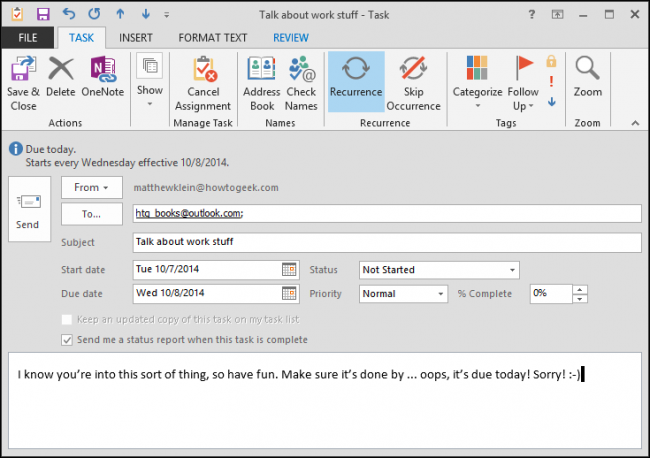 Talk about work stuff - Task
FILE TASK INSERT FORMAT TEXT REVIEW
Save & Close Delete OneNote Show Cancel Assignment Address Book Check Names Recurrence Skip Occurrence Categorize Follow Up Zoom
Actions Manage Task Names Recurrence Tags Zoom
Due today.
Starts every Wednesday effective 10/8/2014.
From matthewklein@howtogeek.com
Send
To... htg_books@outlook.com;
Subject Talk about work stuff
Start date Tue 10/7/2014 Status Not Started
Due date Wed 10/8/2014 Priority Normal % Complete 0%
Keep an updated copy of this task on my task list
Send me a status report when this task is complete
I know you're into this sort of thing, so have fun. Make sure it's done by ... oops, it's due today! Sorry! :-)